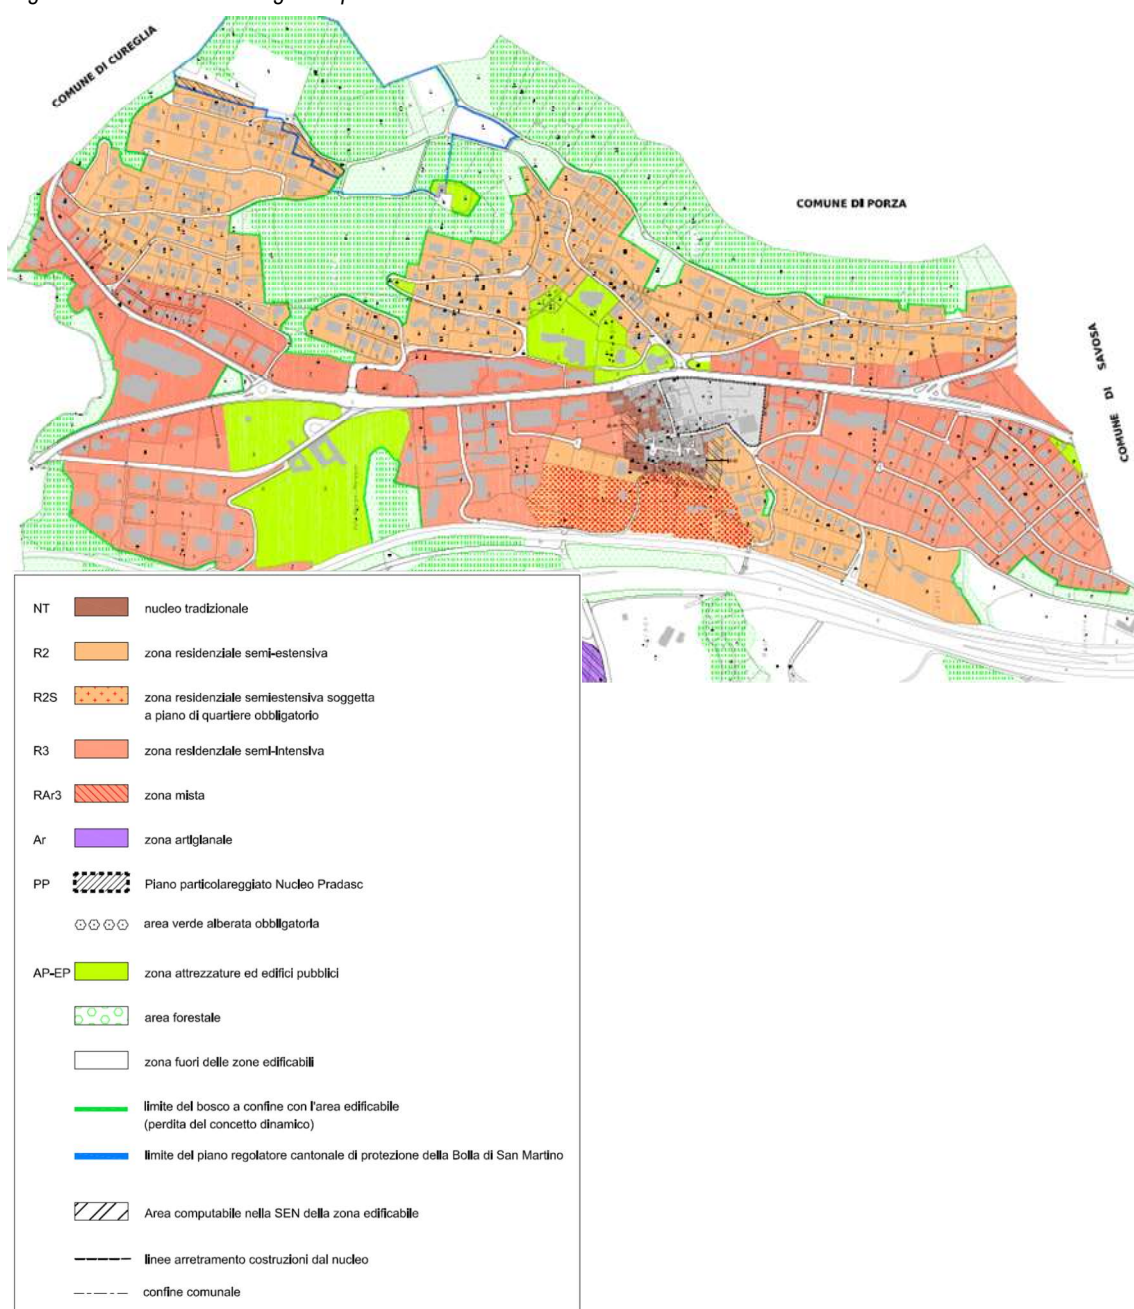 COMUNE DI CUREGLIA
COMUNE DI PORZA
COMUNE DI SAVOSA
NT nucleo tradizionale
R2 zona residenziale semi-estensiva
R2S zona residenziale semiestensiva soggetta
a piano di quartiere obbligatorio
R3 zona residenziale semi-intensiva
RAr3 zona mista
Ar zona artigianale
PP Piano particolareggiato Nucleo Pradasc
area verde alberata obbligatoria
AP-EP zona attrezzature ed edifici pubblici
area forestale
zona fuori delle zone edificabili
limite del bosco a confine con l'area edificabile
(perdita del concetto dinamico)
limite del piano regolatore cantonale di protezione della Bolla di San Martino
Area computabile nella SEN della zona edificabile
linee arretramento costruzioni dal nucleo
confine comunale